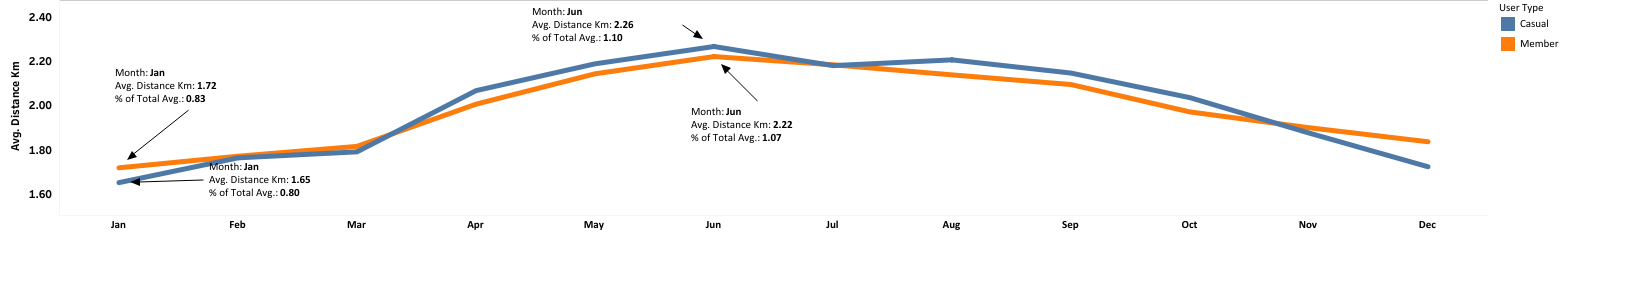 2.40
2.20
2.00
1.80
1.60
Avg. Distance Km
Month: Jan
Avg. Distance Km: 1.72
% of Total Avg.: 0.83
Month: Jan
Avg. Distance Km: 1.65
% of Total Avg.: 0.80
Month: Jun
Avg. Distance Km: 2.26
% of Total Avg.: 1.10
Month: Jun
Avg. Distance Km: 2.22
% of Total Avg.: 1.07
Jan Feb Mar Apr May Jun Jul Aug Sep Oct Nov Dec
User Type
Casual
Member